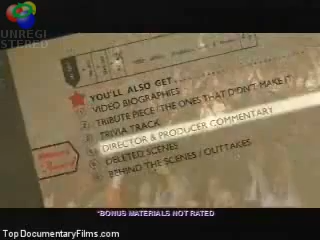 UNREGI
STERED
YOU'LL ALSO GET...
VIDEO BIOGRAPHIES
TRIBUTE PIECE / THE ONES THAT DIDN'T MAKE IT
TRIVIA TRACK
DIRECTOR & PRODUCER COMMENTARY
DELETED SCENES
BEHIND THE SCENES / OUTTAKES
*BONUS MATERIALS NOT RATED
TopDocumentaryFilms.com